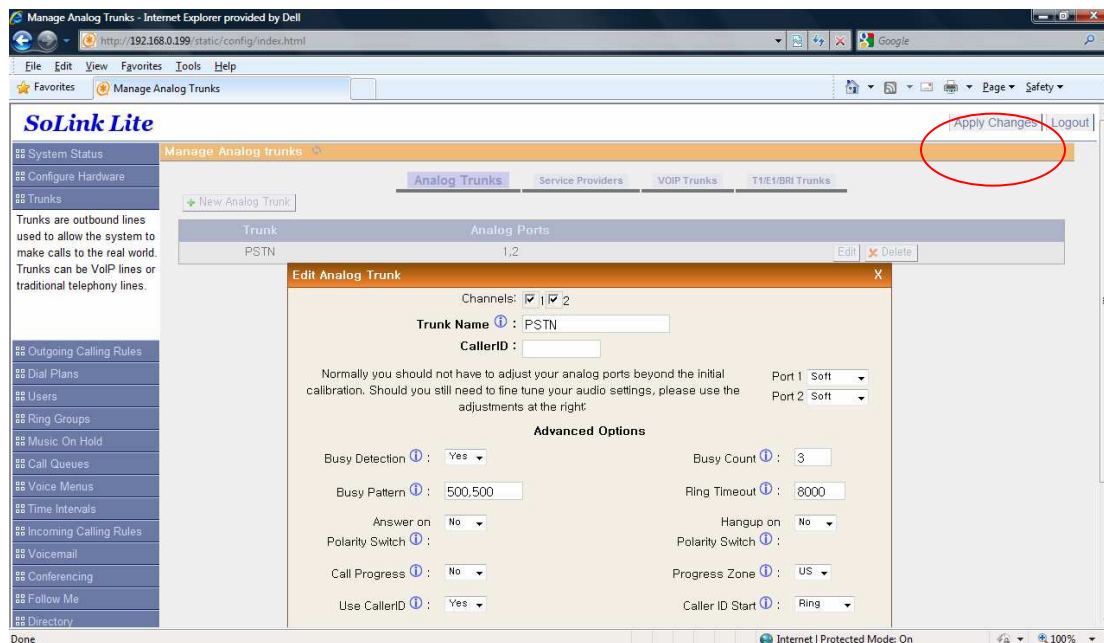 Manage Analog Trunks - Internet Explorer provided by Dell
http://192.168.0.199/static/config/index.html
Google
File Edit View Favorites Tools Help
Favorites Manage Analog Trunks Page Safety
SoLink Lite
Apply Changes Logout
System Status
Manage Analog trunks
Configure Hardware
Analog Trunks Service Providers VOIP Trunks T1/E1/BRI Trunks
Trunks
New Analog Trunk
Trunks are outbound lines
used to allow the system to
make calls to the real world.
Trunks can be VoIP lines or
traditional telephony lines.
Trunk Analog Ports
PSTN 1,2 Edit Delete
Edit Analog Trunk X
Channels: 1 2
Trunk Name : PSTN
CallerID :
Normally you should not have to adjust your analog ports beyond the initial
calibration. Should you still need to fine tune your audio settings, please use the
adjustments at the right:
Port 1 Soft
Port 2 Soft
Advanced Options
Busy Detection : Yes
Busy Count : 3
Busy Pattern : 500,500
Ring Timeout : 8000
Answer on
Polarity Switch : No
Hangup on
Polarity Switch : No
Call Progress : No
Progress Zone : US
Use CallerID : Yes
Caller ID Start : Ring
Outgoing Calling Rules
Dial Plans
Users
Ring Groups
Music On Hold
Call Queues
Voice Menus
Time Intervals
Incoming Calling Rules
Voicemail
Conferencing
Follow Me
Directory
Done Internet | Protected Mode: On 100%